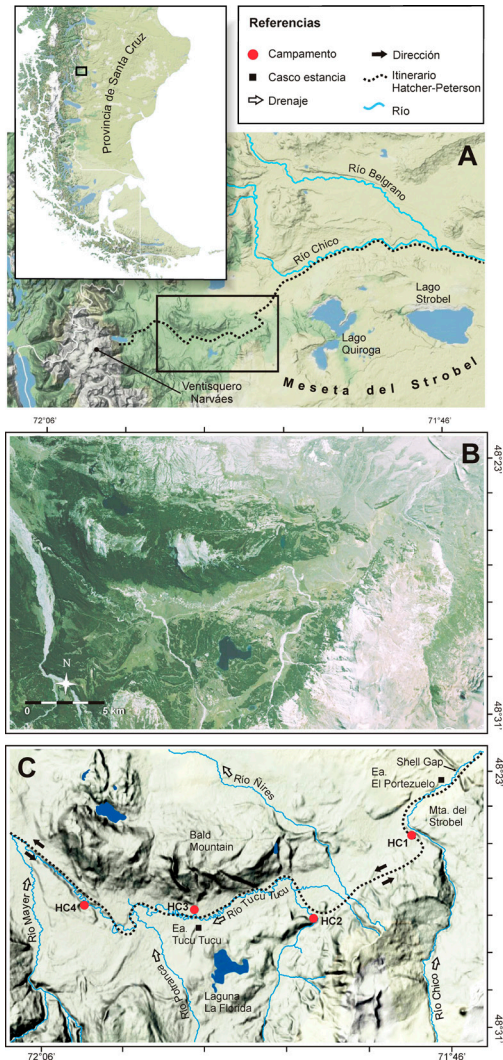 Provincia de Santa Cruz
Referencias
Campamento
Casco estancia
Drenaje
Dirección
Itinerario
Hatcher-Peterson
Río
A
Río Belgrano
Río Chico
Lago
Strobel
Lago
Quiroga
Ventisquero
Narváes
Meseta del Strobel
72°06'
71°46'
B
48°23'
N
0
5 km
48°31'
C
Shell Gap
48°23'
Ea.
El Portezuelo
Río Ñires
Mta. del
Strobel
Bald
Mountain
HC1
HC4
HC3
Río Tucu Tucu
HC2
Ea.
Tucu Tucu
Río Mayer
Río Potranca
Laguna
La Florida
Río Chico
48°31'
72°06'
71°46'